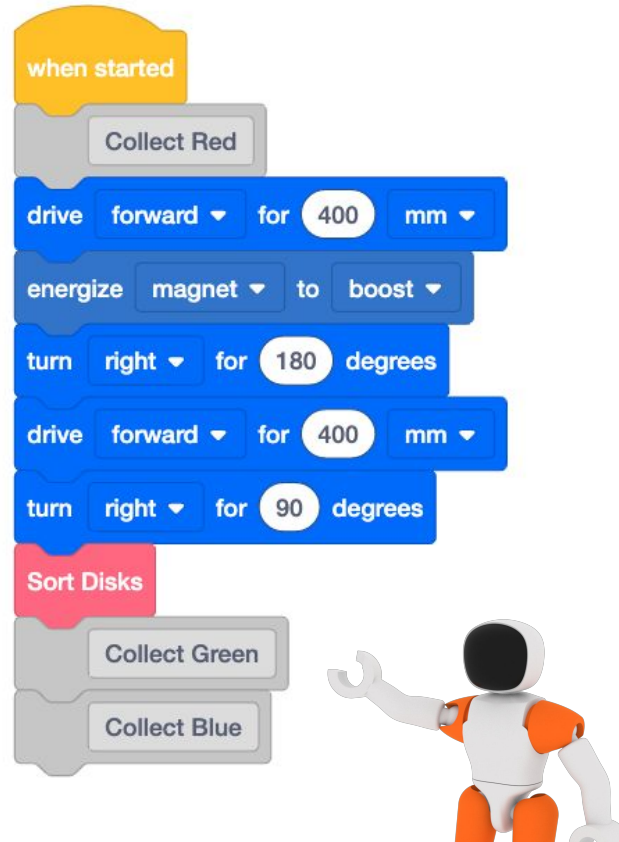 when started
Collect Red
drive forward for 400 mm
energize magnet to boost
turn right for 180 degrees
drive forward for 400 mm
turn right for 90 degrees
Sort Disks
Collect Green
Collect Blue